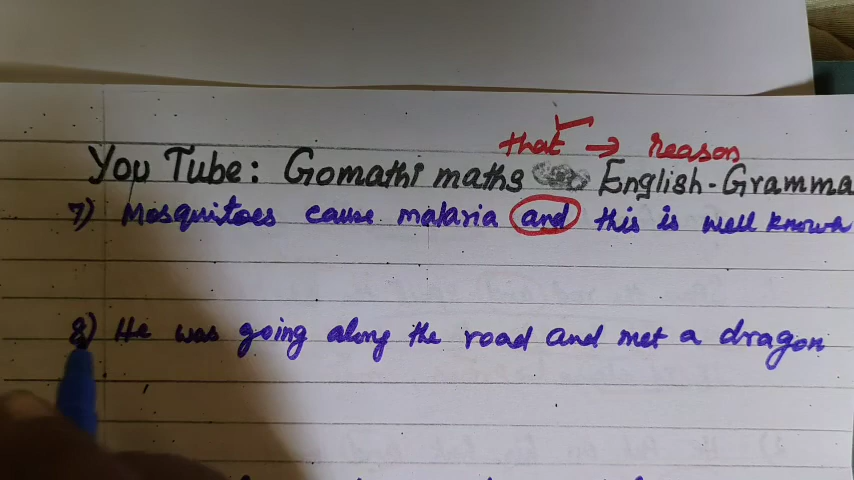 that → reason
You Tube: Gomathi maths English-Gramma
7) Mosquitoes cause malaria and this is well known
8) He was going along the road and met a dragon